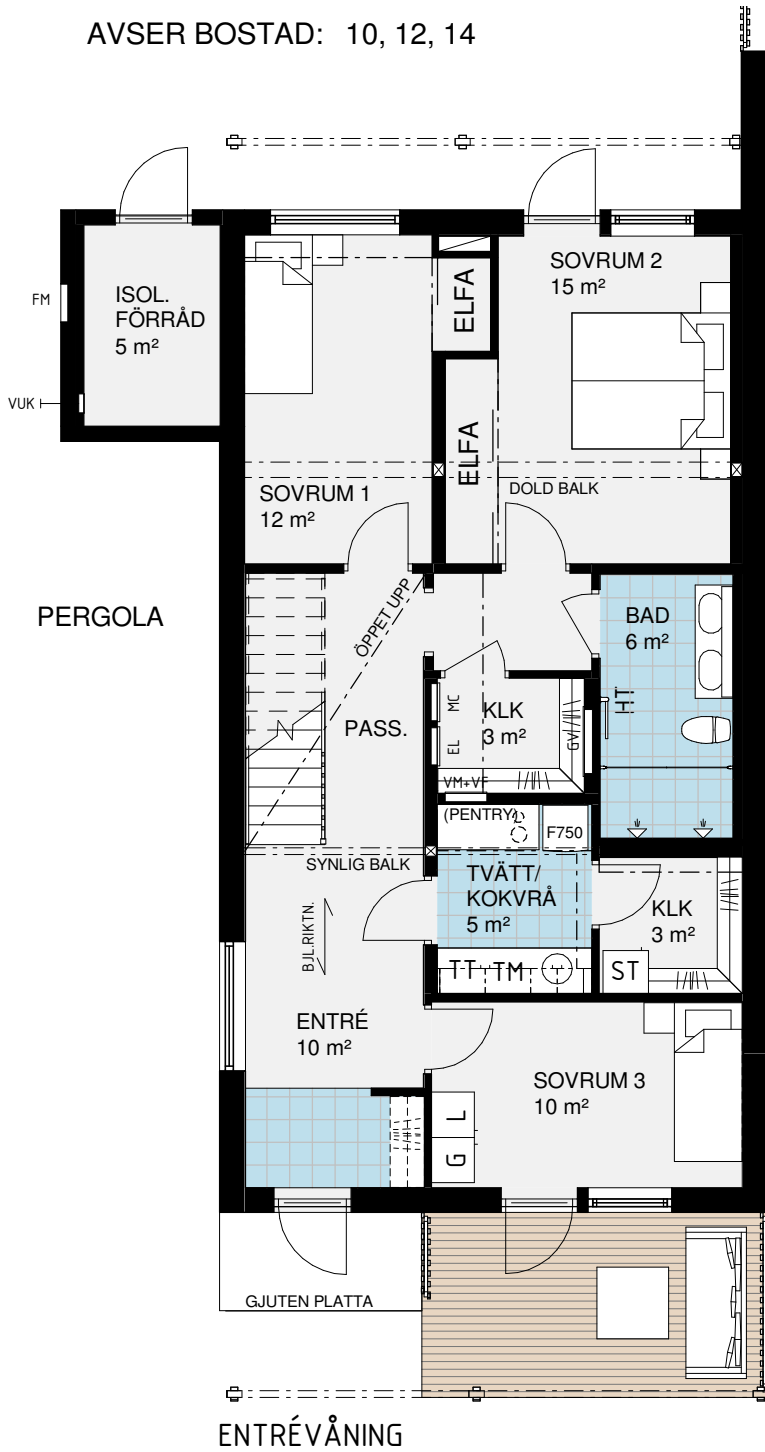 AVSER BOSTAD: 10, 12, 14
FM
ISOL.
FÖRRÅD
5 m²
VUK
ELFA
SOVRUM 2
15 m²
ELFA
SOVRUM 1
12 m²
DOLD BALK
PERGOLA
ÖPPET UPP
BAD
6 m²
PASS.
EL
MC
KLK
3 m²
GV
HT
VM+VF
(PENTRY)
F750
SYNLIG BALK
TVÄTT/
KOKVRÅ
5 m²
KLK
3 m²
BJL.RIKTN.
TT
TM
ST
ENTRÉ
10 m²
SOVRUM 3
10 m²
L
G
GJUTEN PLATTA
ENTRÉVÅNING